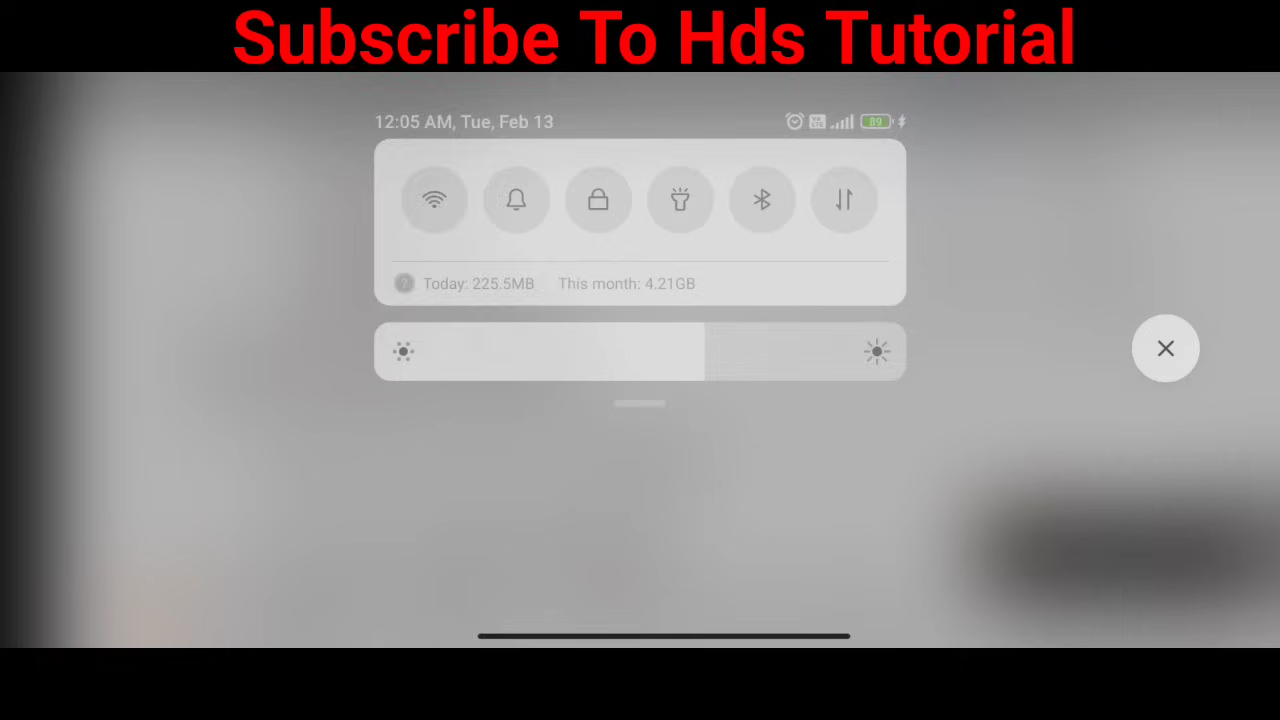 Subscribe To Hds Tutorial
12:05 AM, Tue, Feb 13
89
Today: 225.5MB This month: 4.21GB